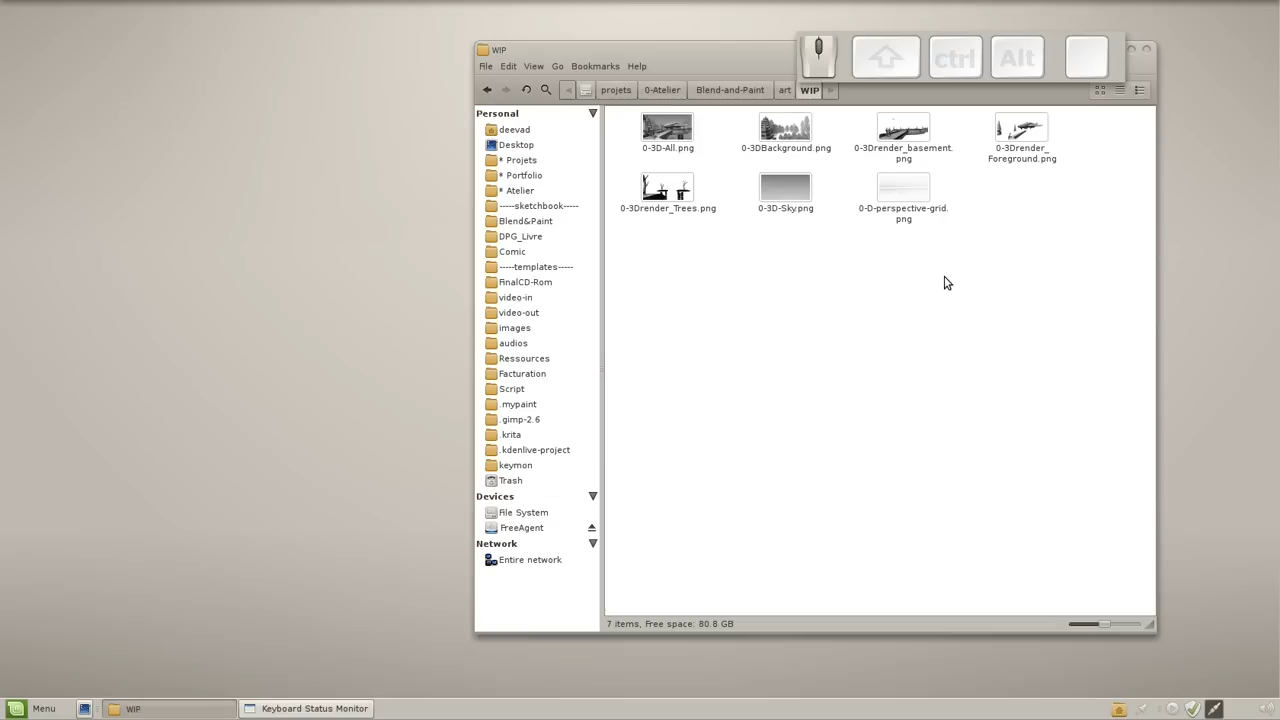 WIP
File Edit View Go Bookmarks Help
ctrl Alt
projets 0-Atelier Blend-and-Paint art WIP
Personal
deevad
Desktop
* Projets
* Portfolio
* Atelier
-----sketchbook-----
Blend&Paint
DPG_Livre
Comic
-----templates-----
FinalCD-Rom
video-in
video-out
images
audios
Ressources
Facturation
Script
.mypaint
.gimp-2.6
.krita
.kdenlive-project
keymon
Trash
Devices
File System
FreeAgent
Network
Entire network
0-3D-All.png
0-3DBackground.png
0-3Drender_basement.
png
0-3Drender_
Foreground.png
0-3Drender_Trees.png
0-3D-Sky.png
0-D-perspective-grid.
png
7 items, Free space: 80.8 GB
Menu WIP Keyboard Status Monitor